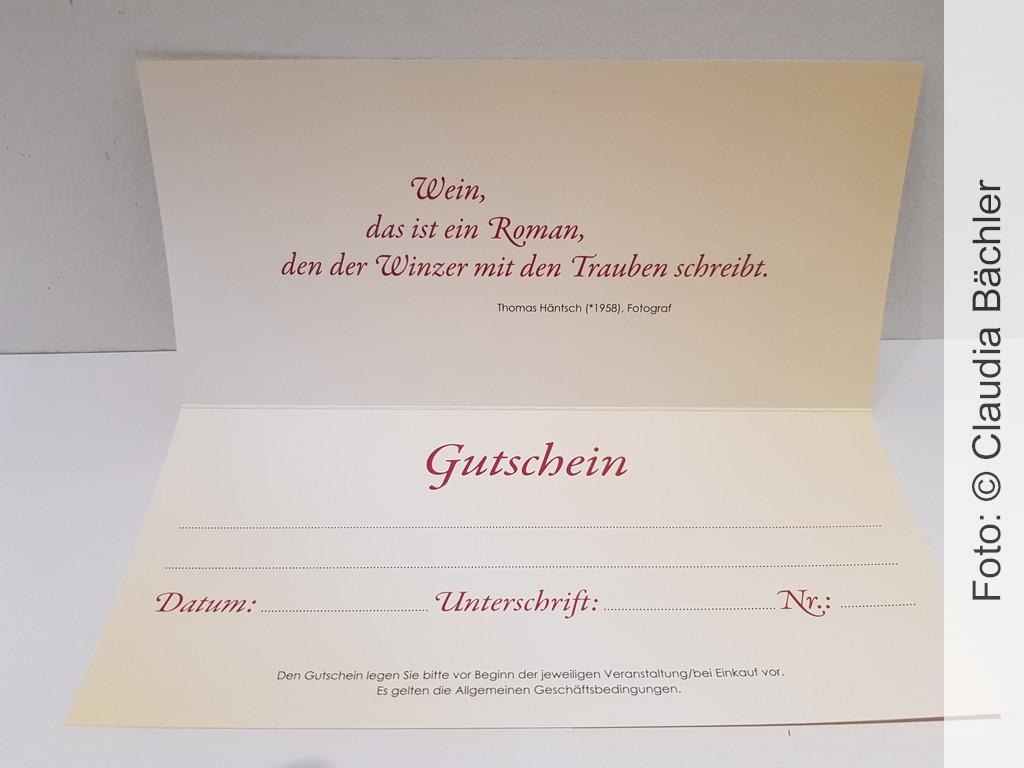 Wein,
das ist ein Roman,
den der Winzer mit den Trauben schreibt.
Thomas Häntsch (*1958), Fotograf
Gutschein
Datum: Unterschrift: Nr.:
Den Gutschein legen Sie bitte vor Beginn der jeweiligen Veranstaltung/bei Einkauf vor.
Es gelten die Allgemeinen Geschäftsbedingungen.
Foto: © Claudia Bächler